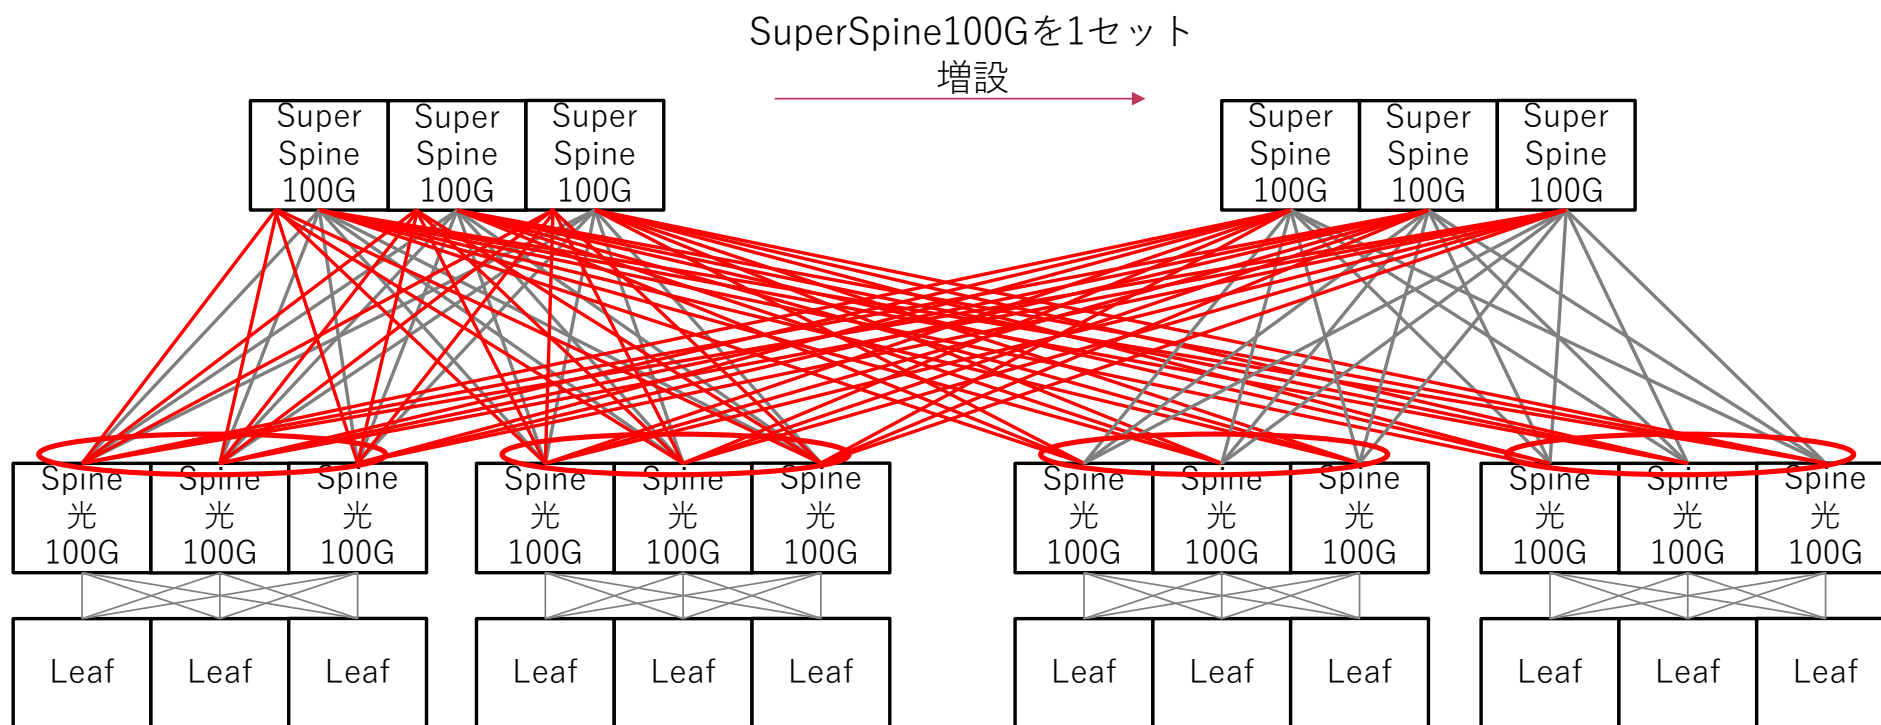 SuperSpine100Gを1セット
増設
Super Super Super
Spine Spine Spine
100G 100G 100G
Super Super Super
Spine Spine Spine
100G 100G 100G
Spine Spine Spine
光 光 光
100G 100G 100G
Spine Spine Spine
光 光 光
100G 100G 100G
Spine Spine Spine
光 光 光
100G 100G 100G
Spine Spine Spine
光 光 光
100G 100G 100G
Leaf Leaf Leaf
Leaf Leaf Leaf
Leaf Leaf Leaf
Leaf Leaf Leaf